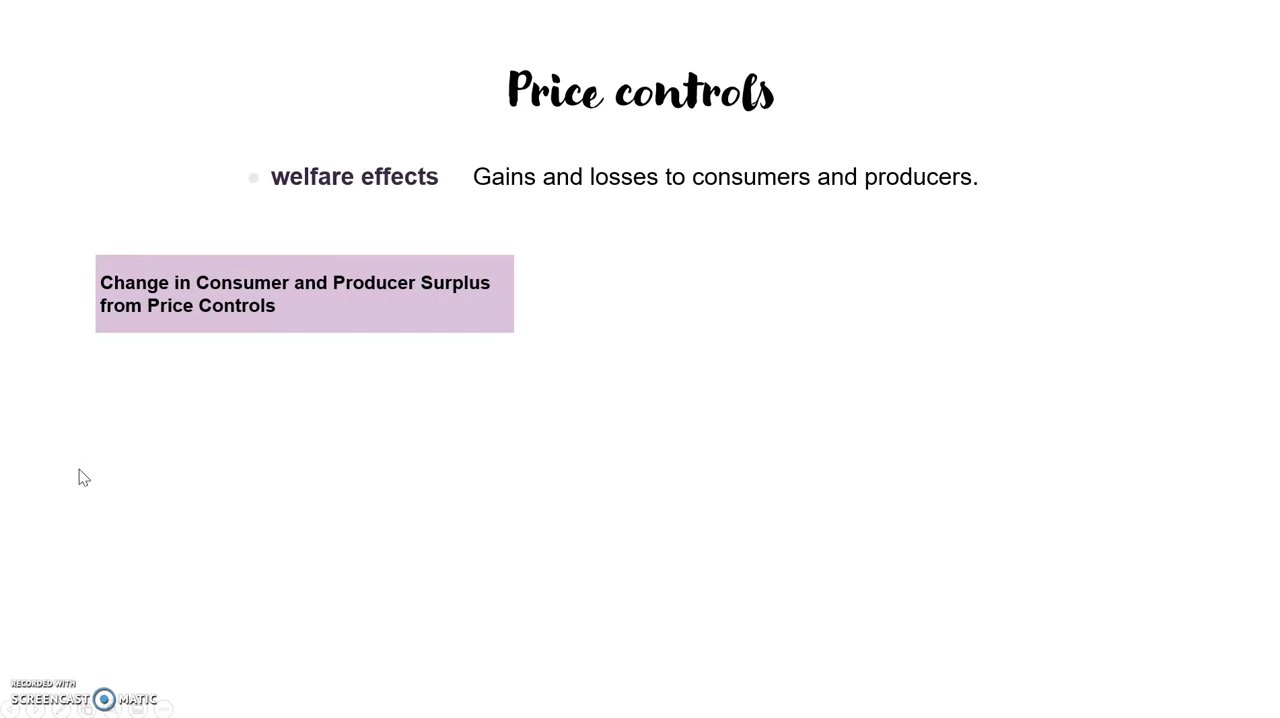 Price controls
welfare effects Gains and losses to consumers and producers.
Change in Consumer and Producer Surplus
from Price Controls
RECORDED WITH
SCREENCAST MATIC